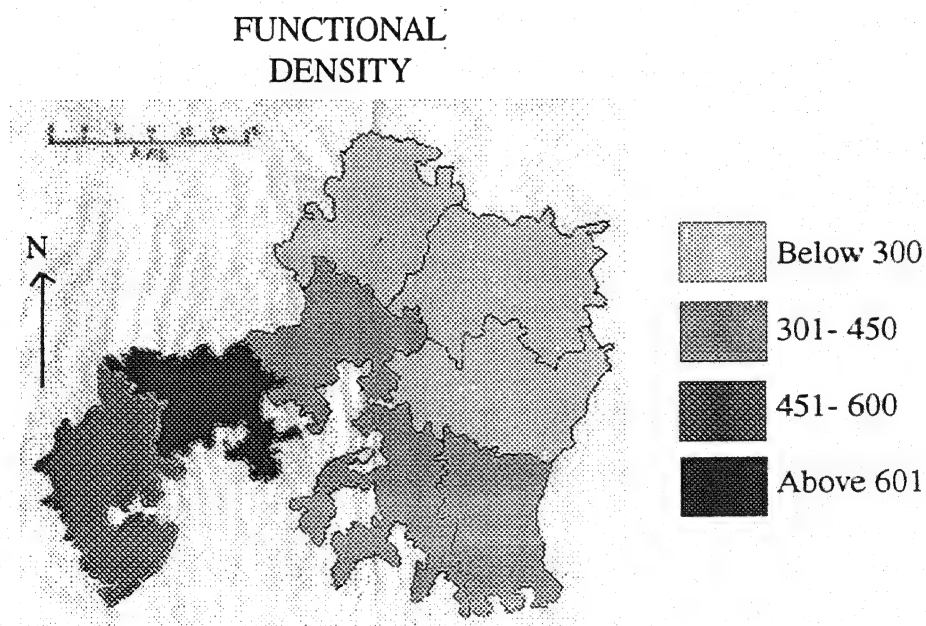 FUNCTIONAL
DENSITY
N
Below 300
301- 450
451- 600
Above 601